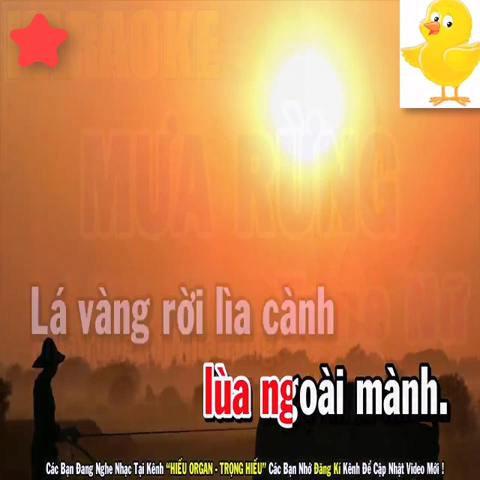 KARAOKE
MƯA RỪNG
Lá vàng rời lìa cành
lùa ngoài mành.
Các Bạn Đang Nghe Nhạc Tại Kênh "HIẾU ORGAN - TRỌNG HIẾU" Các Bạn Nhớ Đăng Kí Kênh Để Cập Nhật Video Mới !